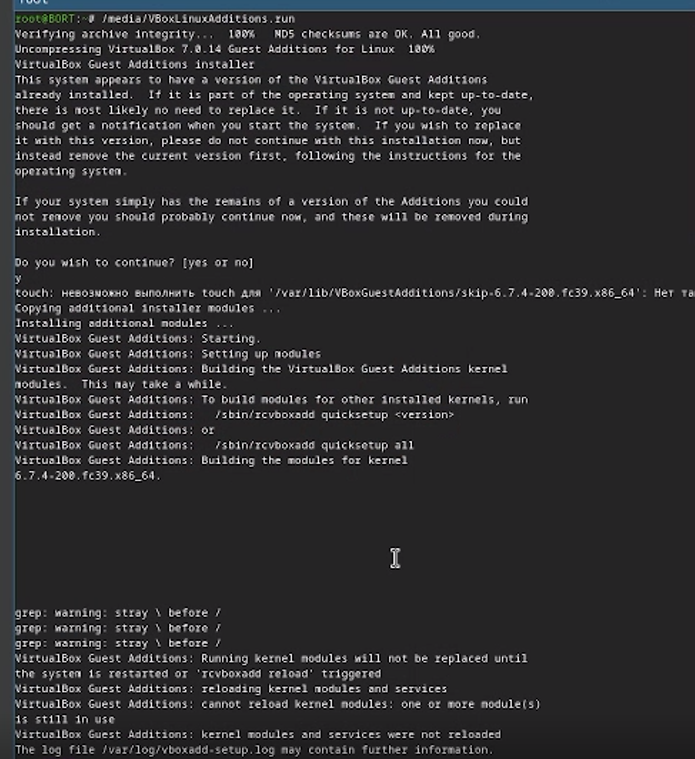 root
root@BORT:~# /media/VBoxLinuxAdditions.run
Verifying archive integrity...  100%   MD5 checksums are OK. All good.
Uncompressing VirtualBox 7.0.14 Guest Additions for Linux  100%
VirtualBox Guest Additions installer
This system appears to have a version of the VirtualBox Guest Additions
already installed.  If it is part of the operating system and kept up-to-date,
there is most likely no need to replace it.  If it is not up-to-date, you
should get a notification when you start the system.  If you wish to replace
it with this version, please do not continue with this installation now, but
instead remove the current version first, following the instructions for the
operating system.
If your system simply has the remains of a version of the Additions you could
not remove you should probably continue now, and these will be removed during
installation.
Do you wish to continue? [yes or no]
y
touch: невозможно выполнить touch для '/var/lib/VBoxGuestAdditions/skip-6.7.4-200.fc39.x86_64': Нет та
Copying additional installer modules ...
Installing additional modules ...
VirtualBox Guest Additions: Starting.
VirtualBox Guest Additions: Setting up modules
VirtualBox Guest Additions: Building the VirtualBox Guest Additions kernel
modules.  This may take a while.
VirtualBox Guest Additions: To build modules for other installed kernels, run
VirtualBox Guest Additions:   /sbin/rcvboxadd quicksetup <version>
VirtualBox Guest Additions: or
VirtualBox Guest Additions:   /sbin/rcvboxadd quicksetup all
VirtualBox Guest Additions: Building the modules for kernel
6.7.4-200.fc39.x86_64.
grep: warning: stray \ before /
grep: warning: stray \ before /
grep: warning: stray \ before /
VirtualBox Guest Additions: Running kernel modules will not be replaced until
the system is restarted or 'rcvboxadd reload' triggered
VirtualBox Guest Additions: reloading kernel modules and services
VirtualBox Guest Additions: cannot reload kernel modules: one or more module(s)
is still in use
VirtualBox Guest Additions: kernel modules and services were not reloaded
The log file /var/log/vboxadd-setup.log may contain further information.